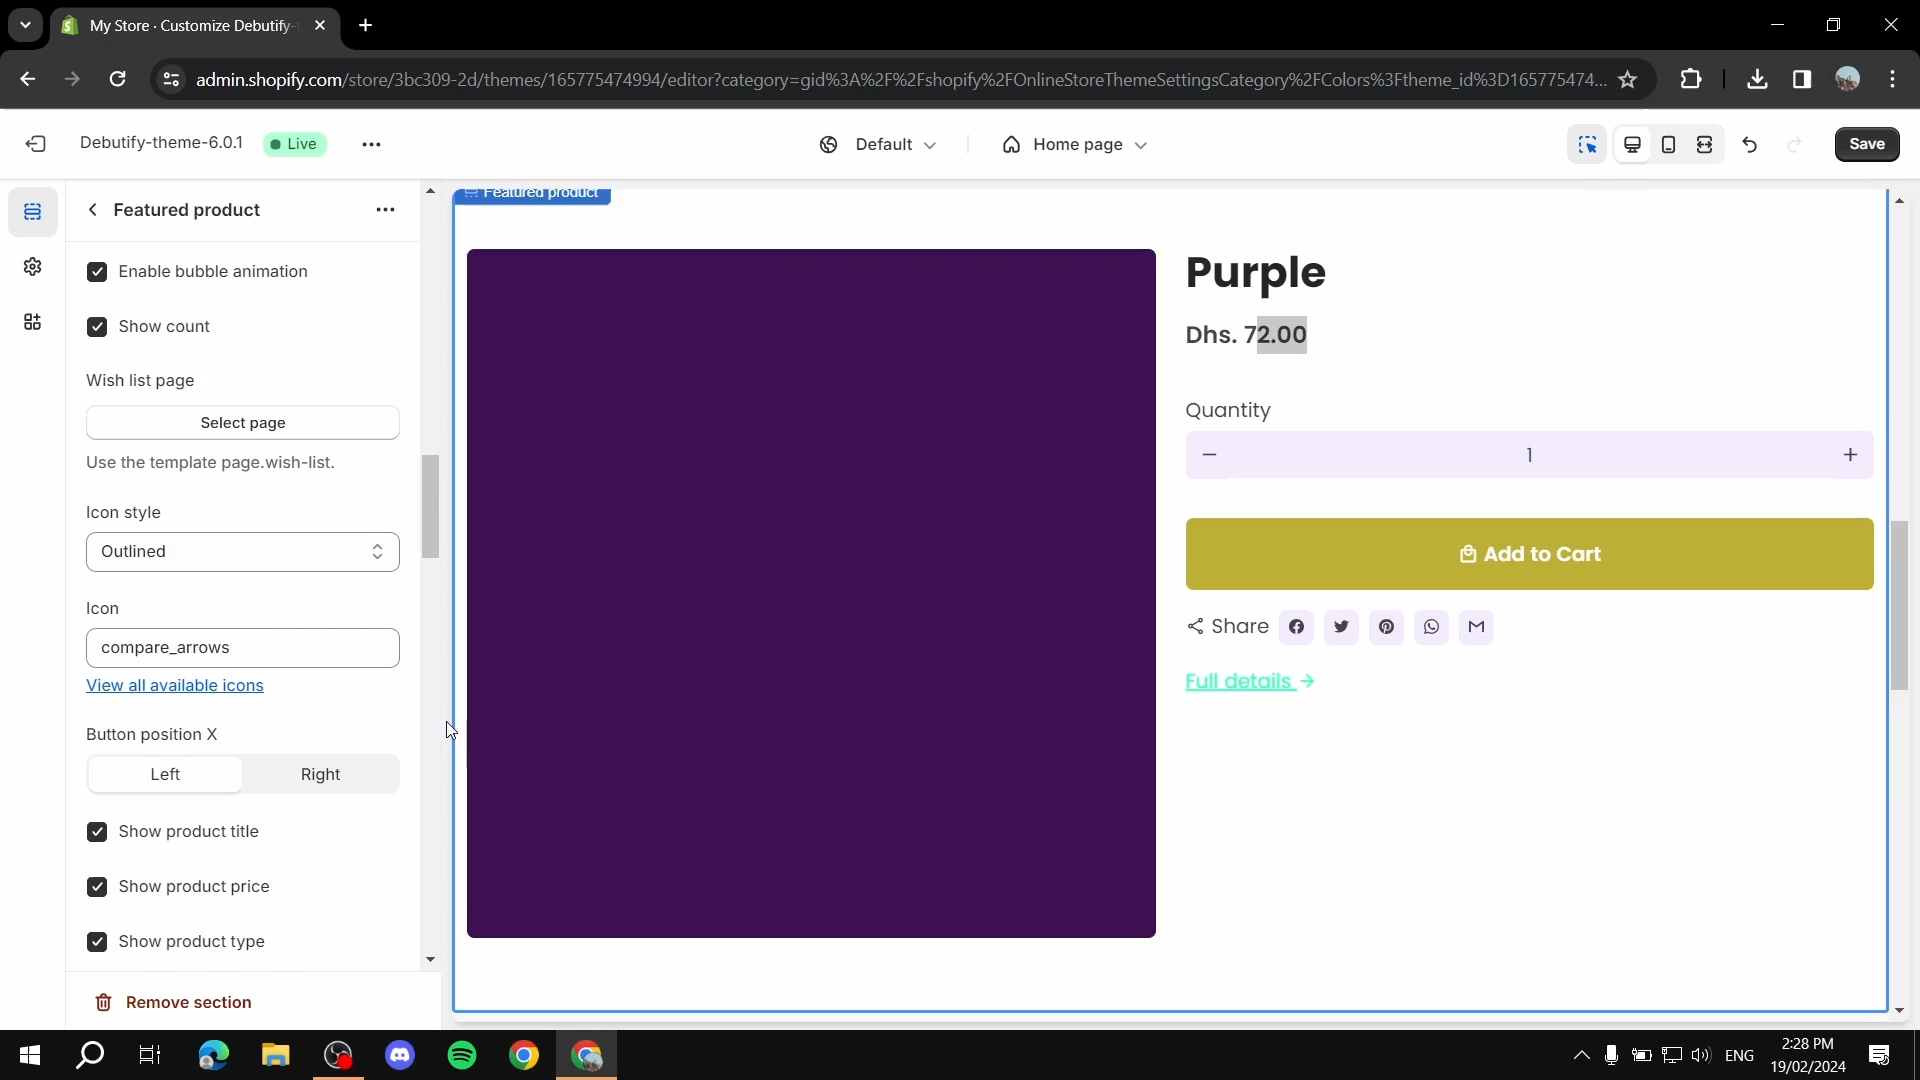 My Store · Customize Debutify-
admin.shopify.com/store/3bc309-2d/themes/165775474994/editor?category=gid%3A%2F%2Fshopify%2FOnlineStoreThemeSettingsCategory%2FColors%3Ftheme_id%3D165775474...
Debutify-theme-6.0.1
Live
Default
Home page
Save
Featured product
Enable bubble animation
Show count
Wish list page
Select page
Use the template page.wish-list.
Icon style
Outlined
Icon
compare_arrows
View all available icons
Button position X
Left
Right
Show product title
Show product price
Show product type
Remove section
Featured product
Purple
Dhs. 72.00
Quantity
1
Add to Cart
Share
Full details
ENG
2:28 PM
19/02/2024